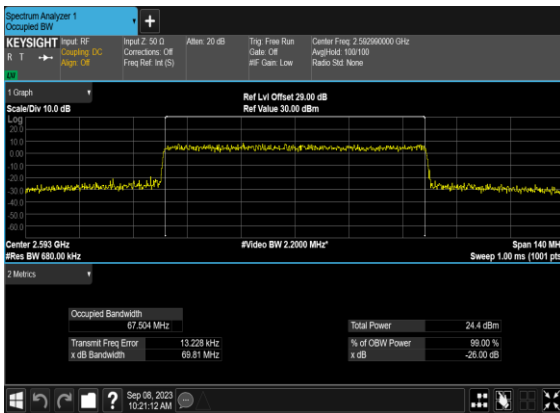 Spectrum Analyzer 1
Occupied BW
KEYSIGHT
R T
LV
Input: RF
Coupling: DC
Align: Off
Input Z: 50 Ω
Corrections: Off
Freq Ref: Int (S)
Atten: 20 dB
Trig: Free Run
Gate: Off
#IF Gain: Low
Center Freq: 2.592990000 GHz
Avg|Hold: 100/100
Radio Std: None
1 Graph
Scale/Div 10.0 dB
Ref Lvl Offset 29.00 dB
Ref Value 30.00 dBm
Log
20.0
10.0
0.00
-10.0
-20.0
-30.0
-40.0
-50.0
-60.0
Center 2.593 GHz
#Res BW 680.00 kHz
#Video BW 2.2000 MHz*
Span 140 MH
Sweep 1.00 ms (1001 pts
2 Metrics
Occupied Bandwidth
67.504 MHz
Transmit Freq Error 13.228 kHz
x dB Bandwidth 69.81 MHz
Total Power 24.4 dBm
% of OBW Power 99.00 %
x dB -26.00 dB
Sep 08, 2023
10:21:12 AM